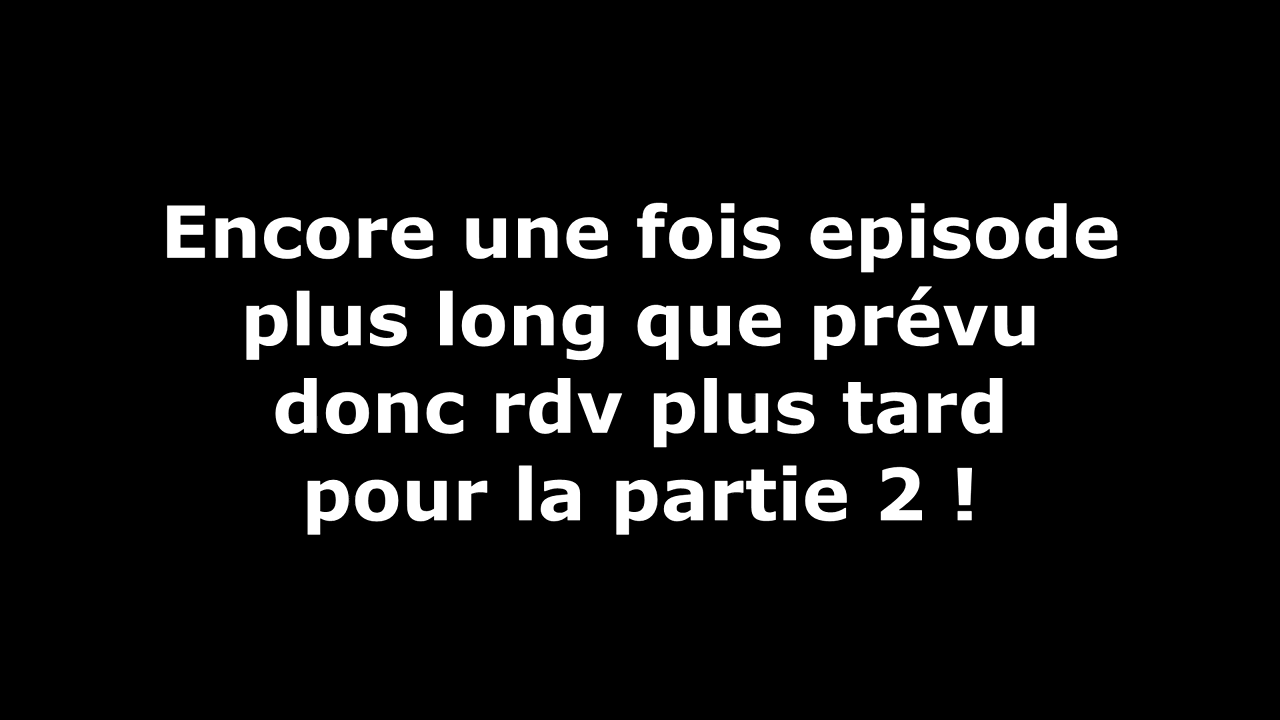 Encore une fois episode
plus long que prévu
donc rdv plus tard
pour la partie 2 !